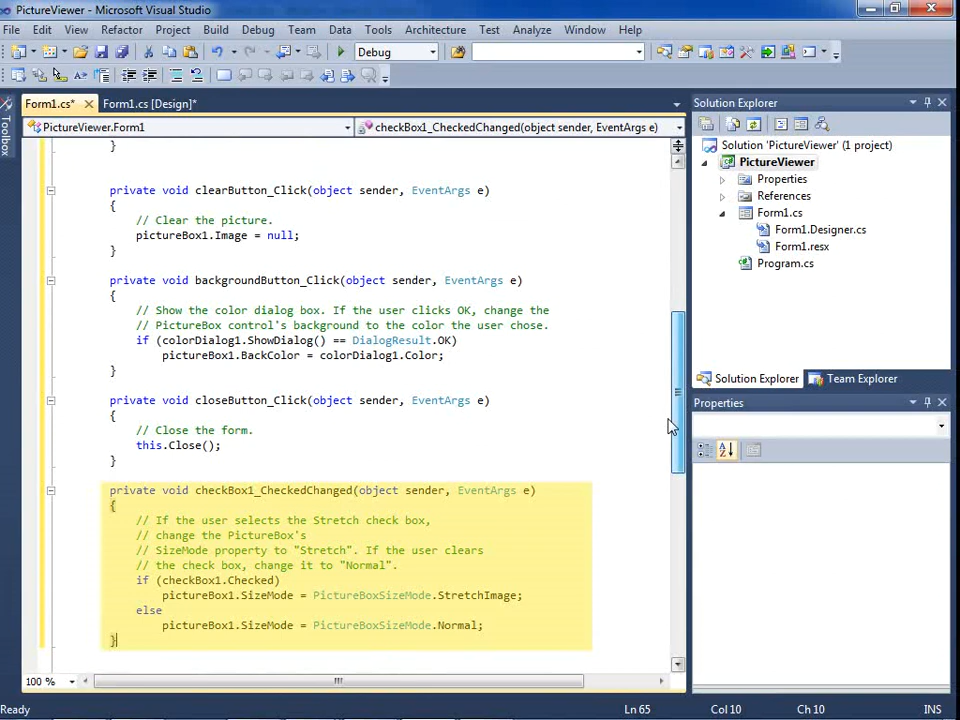 PictureViewer - Microsoft Visual Studio
File Edit View Refactor Project Build Debug Team Data Tools Architecture Test Analyze Window Help
Debug
Form1.cs* Form1.cs [Design]*
PictureViewer.Form1 checkBox1_CheckedChanged(object sender, EventArgs e)
Toolbox
}
private void clearButton_Click(object sender, EventArgs e)
{
// Clear the picture.
pictureBox1.Image = null;
}
private void backgroundButton_Click(object sender, EventArgs e)
{
// Show the color dialog box. If the user clicks OK, change the
// PictureBox control's background to the color the user chose.
if (colorDialog1.ShowDialog() == DialogResult.OK)
pictureBox1.BackColor = colorDialog1.Color;
}
private void closeButton_Click(object sender, EventArgs e)
{
// Close the form.
this.Close();
}
private void checkBox1_CheckedChanged(object sender, EventArgs e)
{
// If the user selects the Stretch check box,
// change the PictureBox's
// SizeMode property to "Stretch". If the user clears
// the check box, change it to "Normal".
if (checkBox1.Checked)
pictureBox1.SizeMode = PictureBoxSizeMode.StretchImage;
else
pictureBox1.SizeMode = PictureBoxSizeMode.Normal;
}
100 %
Solution Explorer
Solution 'PictureViewer' (1 project)
PictureViewer
Properties
References
Form1.cs
Form1.Designer.cs
Form1.resx
Program.cs
Solution Explorer Team Explorer
Properties
Ready Ln 65 Col 10 Ch 10 INS